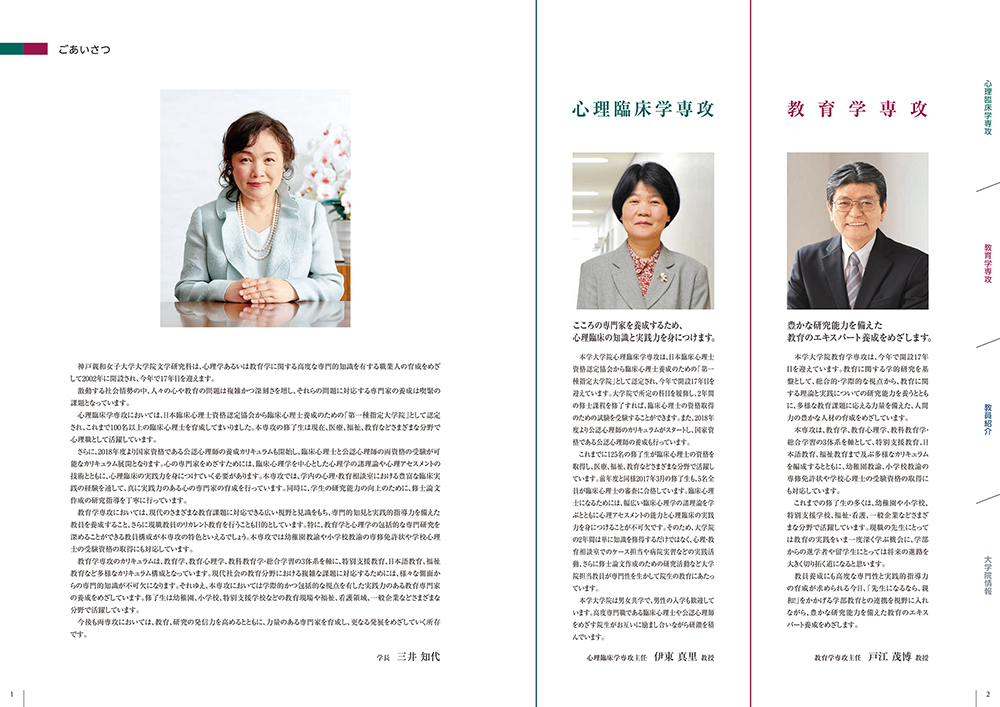 ごあいさつ
神戸親和女子大学大学院文学研究科は、心理学あるいは教育学に関する高度な専門的知識を有する職業人の育成をめざ
して2002年に開設され、今年で17年目を迎えます。
激動する社会情勢の中、人々の心や教育の問題は複雑かつ深刻さを増し、それらの問題に対応する専門家の養成は喫緊の
課題となっています。
心理臨床学専攻においては、日本臨床心理士資格認定協会から臨床心理士養成のための「第一種指定大学院」として認定
され、これまで100名以上の臨床心理士を育成してまいりました。本専攻の修了生は現在、医療、福祉、教育などさまざまな分野で
心理職として活躍しています。
さらに、2018年度より国家資格である公認心理師の養成カリキュラムも開始し、臨床心理士と公認心理師の両資格の受験が可
能なカリキュラム展開となります。心の専門家をめざすためには、臨床心理学を中心とした心理学の諸理論や心理アセスメントの
技術とともに、心理臨床の実践力を身につけていく必要があります。本専攻では、学内の心理・教育相談室における豊富な臨床実
践の経験を通して、真に実践力のある心の専門家の育成を行っています。同時に、学生の研究能力の向上のために、修士論文
作成の研究指導を丁寧に行っています。
教育学専攻においては、現代のさまざまな教育課題に対応できる広い視野と見識をもち、専門的知見と実践的指導力を備えた
教員を養成すること、さらに現職教員のリカレント教育を行うことも目的としています。特に、教育学と心理学の包括的な専門研究を
深めることができる教員構成が本専攻の特色といえるでしょう。本専攻では幼稚園教諭や小学校教諭の専修免許状や学校心理
士の受験資格の取得にも対応しています。
教育学専攻のカリキュラムは、教育学、教育心理学、教科教育学・総合学習の3体系を軸に、特別支援教育、日本語教育、福祉
教育など多様なカリキュラム構成となっています。現代社会の教育分野における複雑な課題に対応するためには、様々な側面か
らの専門的知識が不可欠になります。それゆえ、本専攻においては学際的かつ包括的な視点を有した実践力のある教育専門家
の養成をめざしています。修了生は幼稚園、小学校、特別支援学校などの教育現場や福祉、看護領域、一般企業などさまざまな
分野で活躍しています。
今後も両専攻においては、教育、研究の発信力を高めるとともに、力量のある専門家を育成し、更なる発展をめざしていく所存
です。
学長 三井 知代
1
心理臨床学専攻
こころの専門家を養成するため、
心理臨床の知識と実践力を身につけます。
本学大学院心理臨床学専攻は、日本臨床心理士
資格認定協会から臨床心理士養成のための「第一
種指定大学院」として認定され、今年で開設17年目を
迎えています。大学院で所定の科目を履修し、2年間
の修士課程を修了すれば、臨床心理士の資格取得
のための試験を受験することができます。また、2018年
度より公認心理師のカリキュラムがスタートし、国家資
格である公認心理師の養成も行っています。
これまでに125名の修了生が臨床心理士の資格を
取得し、医療、福祉、教育などさまざまな分野で活躍し
ています。前年度と同様2017年3月の修了生も、5名全
員が臨床心理士の審査に合格しています。臨床心理
士になるためには、幅広い臨床心理学の諸理論を学
ぶとともに心理アセスメントの能力と心理臨床の実践
力を身につけることが不可欠です。そのため、大学院
の2年間は単に知識を修得するだけではなく、心理・教
育相談室でのケース担当や病院実習などの実践活
動、さらに修士論文作成のための研究活動など大学
院担当教員が専門性を生かして院生の教育にあたっ
ています。
本学大学院は男女共学で、男性の入学も歓迎して
います。高度専門職である臨床心理士や公認心理師
をめざす院生がお互いに励まし合いながら研鑽を積
んでいます。
心理臨床学専攻主任 伊東 真里 教授
教育学専攻
豊かな研究能力を備えた
教育のエキスパート養成をめざします。
本学大学院教育学専攻は、今年で開設17年
目を迎えています。教育に関する学的研究を基
盤として、総合的・学際的な視点から、教育に関
する理論と実践についての研究能力を養うととも
に、多様な教育課題に応える力量を備えた、人間
力の豊かな人材の育成をめざしています。
本専攻は、教育学、教育心理学、教科教育学・
総合学習の3体系を軸として、特別支援教育、日
本語教育、福祉教育まで及ぶ多様なカリキュラム
を編成するとともに、幼稚園教諭、小学校教諭の
専修免許状や学校心理士の受験資格の取得に
も対応しています。
これまでの修了生の多くは、幼稚園や小学校、
特別支援学校、福祉・看護、一般企業などさまざ
まな分野で活躍しています。現職の先生にとって
は教育の実践をいま一度深く学ぶ機会に、学部
からの進学者や留学生にとっては将来の進路を
大きく切り拓く道になると思います。
教員養成にも高度な専門性と実践的指導力
の育成が求められる今日、「先生になるなら、親
和!」をかかげる学部教育との連携を視野に入れ
ながら、豊かな研究能力を備えた教育のエキス
パート養成をめざします。
教育学専攻主任 戸江 茂博 教授
心理臨床学専攻
教育学専攻
教員紹介
大学院情報
2